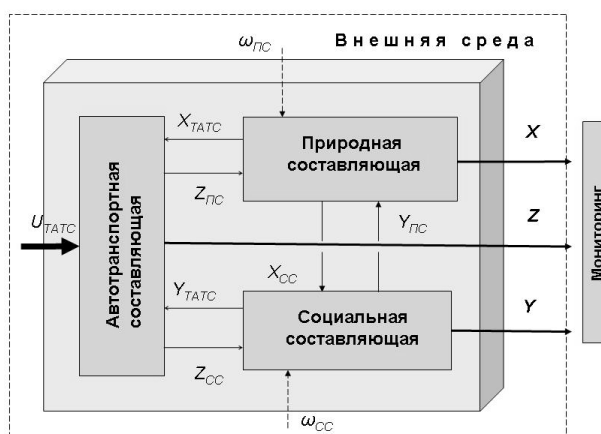 Внешняя среда
ω_ПС
X_ТАТС
Природная
составляющая
X
Z_ПС
U_ТАТС
Автотранспортная
составляющая
Y_ПС
Z
Мониторинг
X_СС
Y_ТАТС
Социальная
составляющая
Y
Z_СС
ω_СС